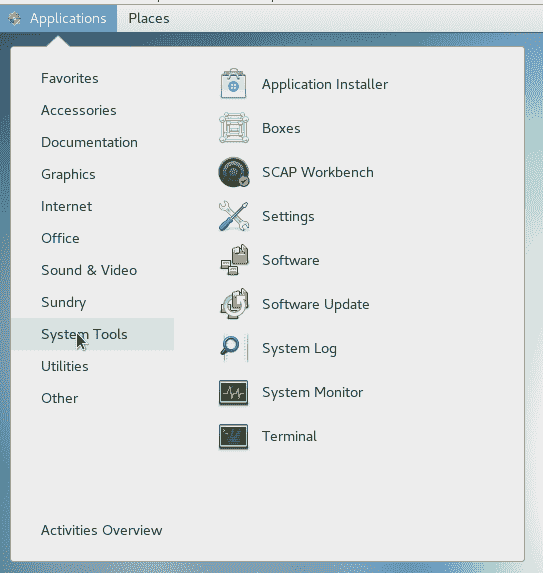 Applications Places
Favorites
Accessories
Documentation
Graphics
Internet
Office
Sound & Video
Sundry
System Tools
Utilities
Other
Activities Overview
Application Installer
Boxes
SCAP Workbench
Settings
Software
Software Update
System Log
System Monitor
Terminal